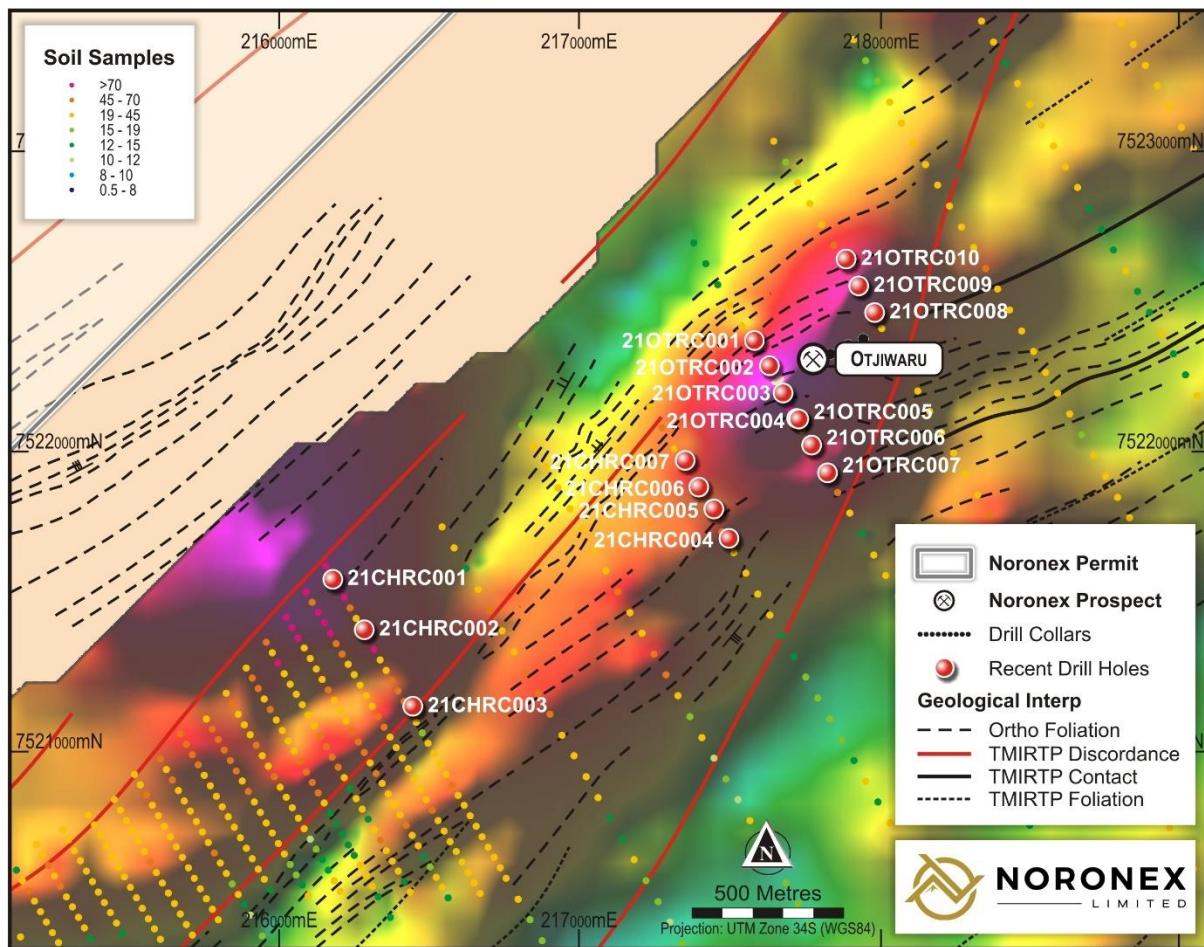 Soil Samples
>70
45 - 70
19 - 45
15 - 19
12 - 15
10 - 12
8 - 10
0.5 - 8
216000mE
217000mE
218000mE
7523000mN
21OTRC010
21OTRC009
21OTRC008
21OTRC001
21OTRC002
OTJIWARU
21OTRC003
21OTRC004
21OTRC005
21OTRC006
21OTRC007
7522000mN
7522000mN
21CHRC007
21CHRC006
21CHRC005
21CHRC004
21CHRC001
21CHRC002
21CHRC003
7521000mN
Noronex Permit
Noronex Prospect
Drill Collars
Recent Drill Holes
Geological Interp
Ortho Foliation
TMIRTP Discordance
TMIRTP Contact
TMIRTP Foliation
N
500 Metres
Projection: UTM Zone 34S (WGS84)
216000mE
217000mE
NORONEX
LIMITED